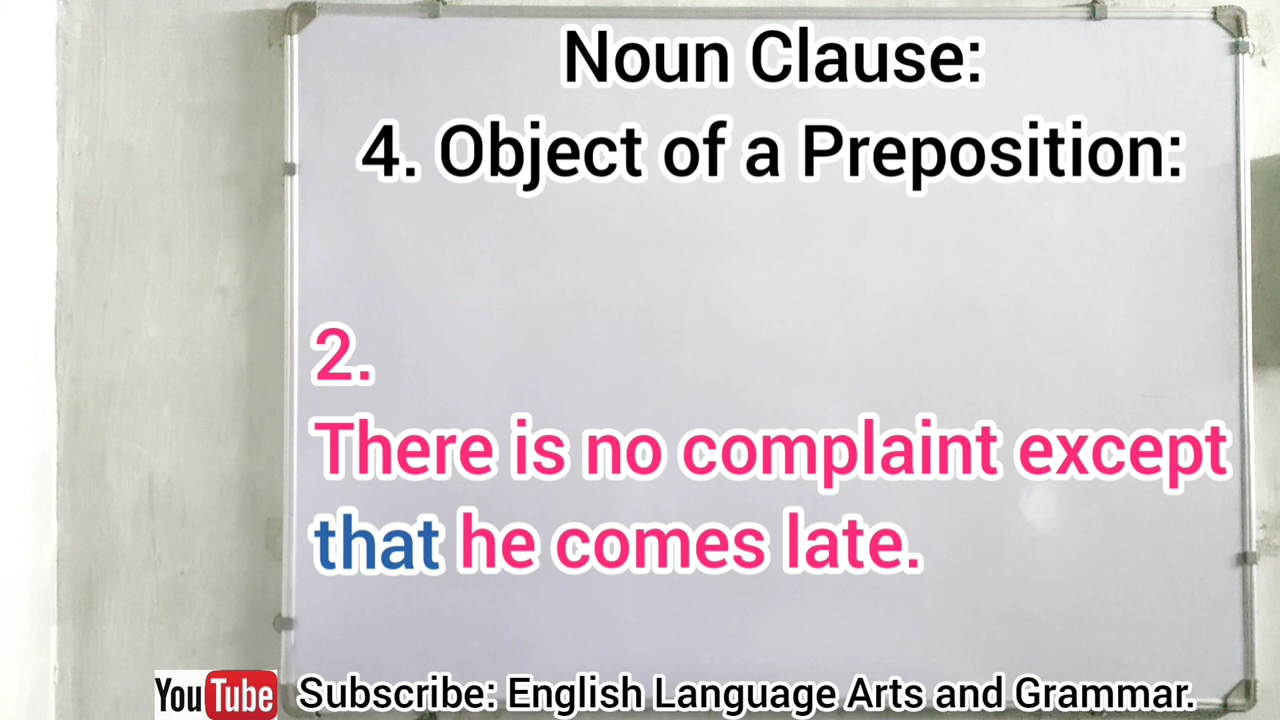 Noun Clause:
4. Object of a Preposition:
2.
There is no complaint except
that he comes late.
YouTube Subscribe: English Language Arts and Grammar.